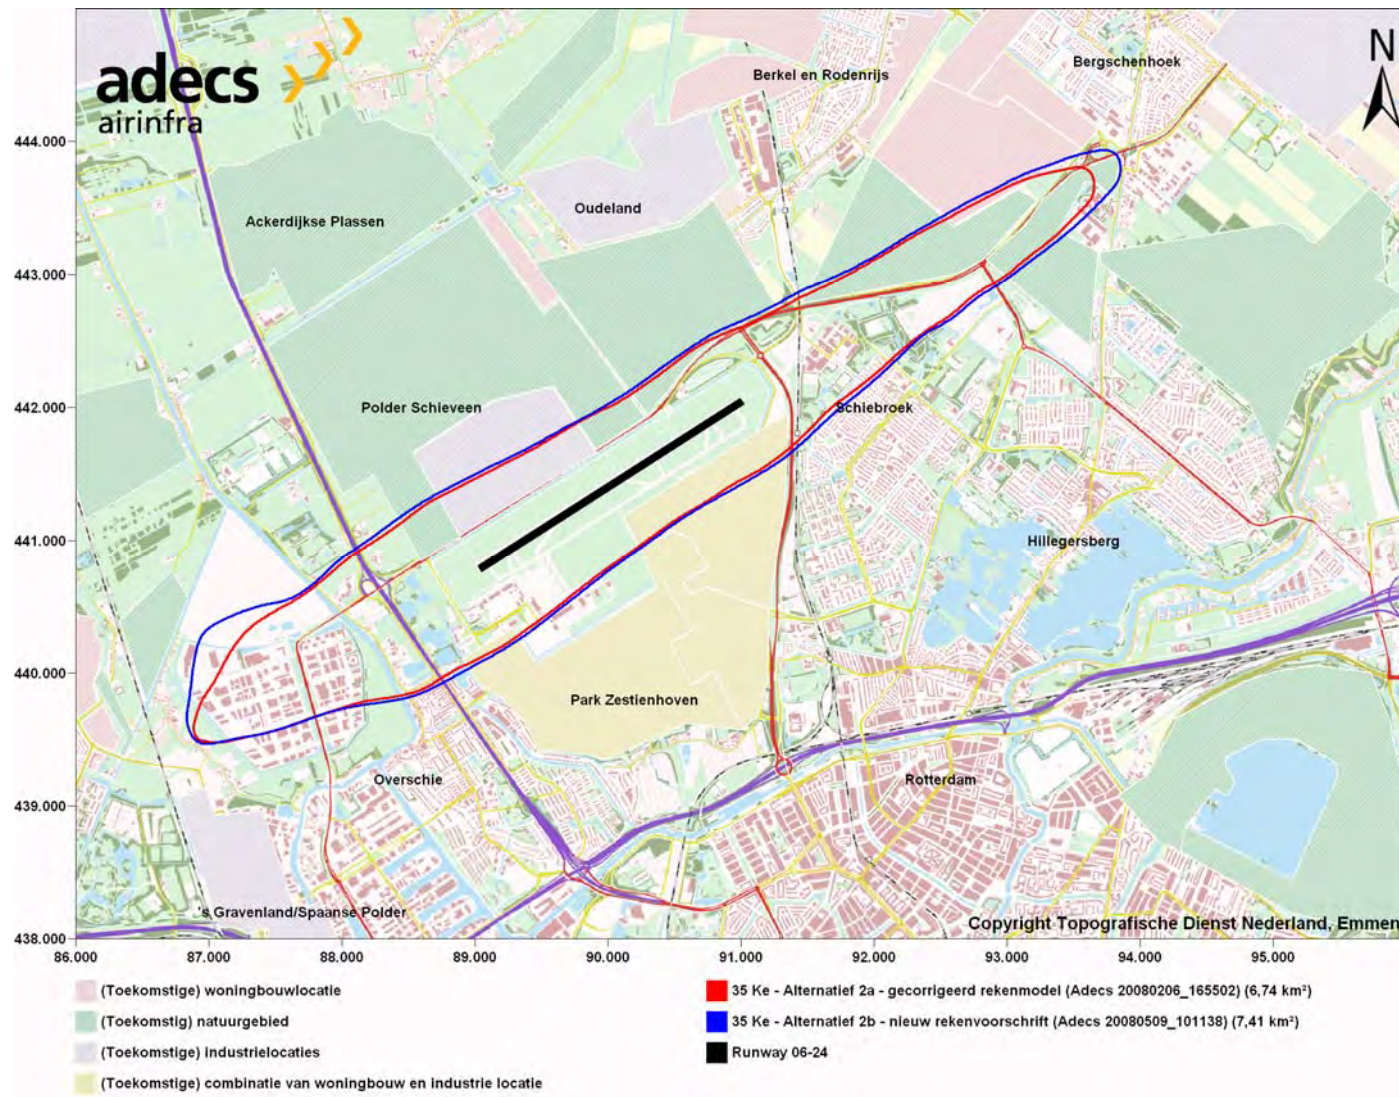 adecs
airinfra
N
Berkel en Rodenrijs
Bergschenhoek
444.000
Ackerdijkse Plassen
Oudeland
443.000
Polder Schieveen
Schiebroek
442.000
441.000
Hillegersberg
440.000
Park Zestienhoven
Overschie
Rotterdam
439.000
's Gravenland/Spaanse Polder
Copyright Topografische Dienst Nederland, Emmen
438.000
86.000 87.000 88.000 89.000 90.000 91.000 92.000 93.000 94.000 95.000
(Toekomstige) woningbouwlocatie
(Toekomstig) natuurgebied
(Toekomstige) industrielocaties
(Toekomstige) combinatie van woningbouw en industrie locatie
35 Ke - Alternatief 2a - gecorrigeerd rekenmodel (Adecs 20080206_165502) (6,74 km²)
35 Ke - Alternatief 2b - nieuw rekenvoorschrift (Adecs 20080509_101138) (7,41 km²)
Runway 06-24